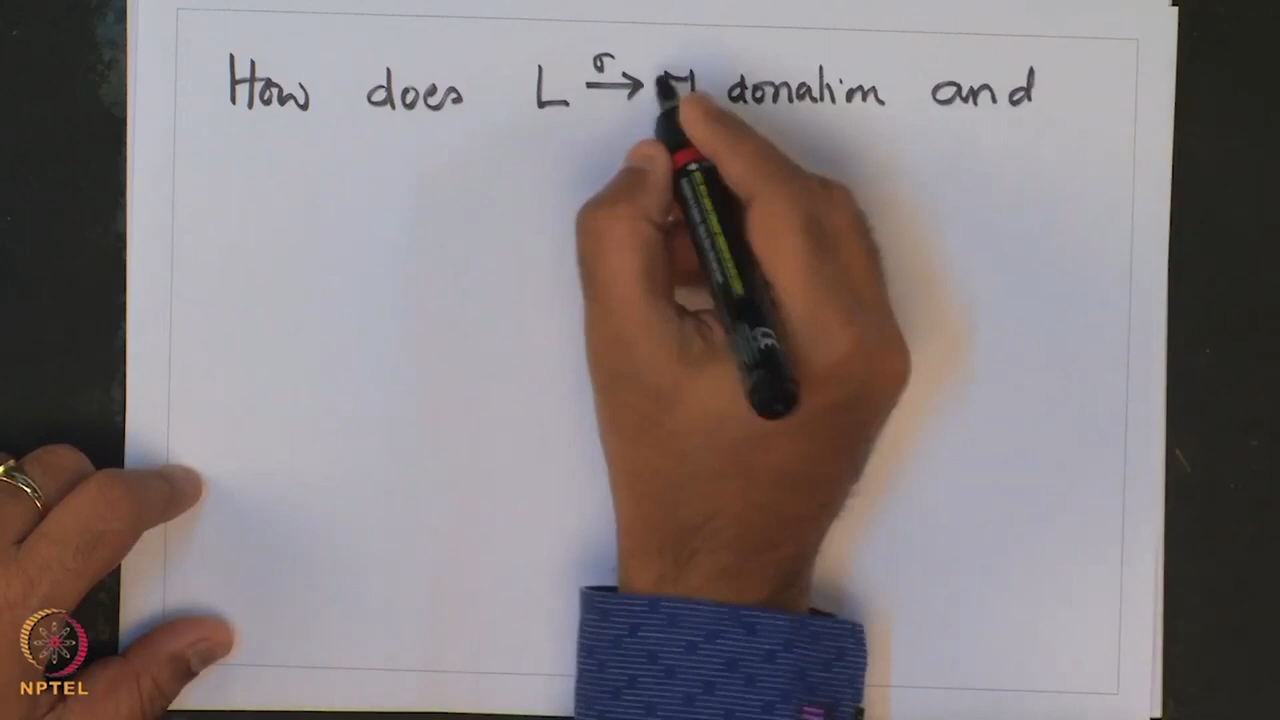 How does L σ→ M donation and
NPTEL